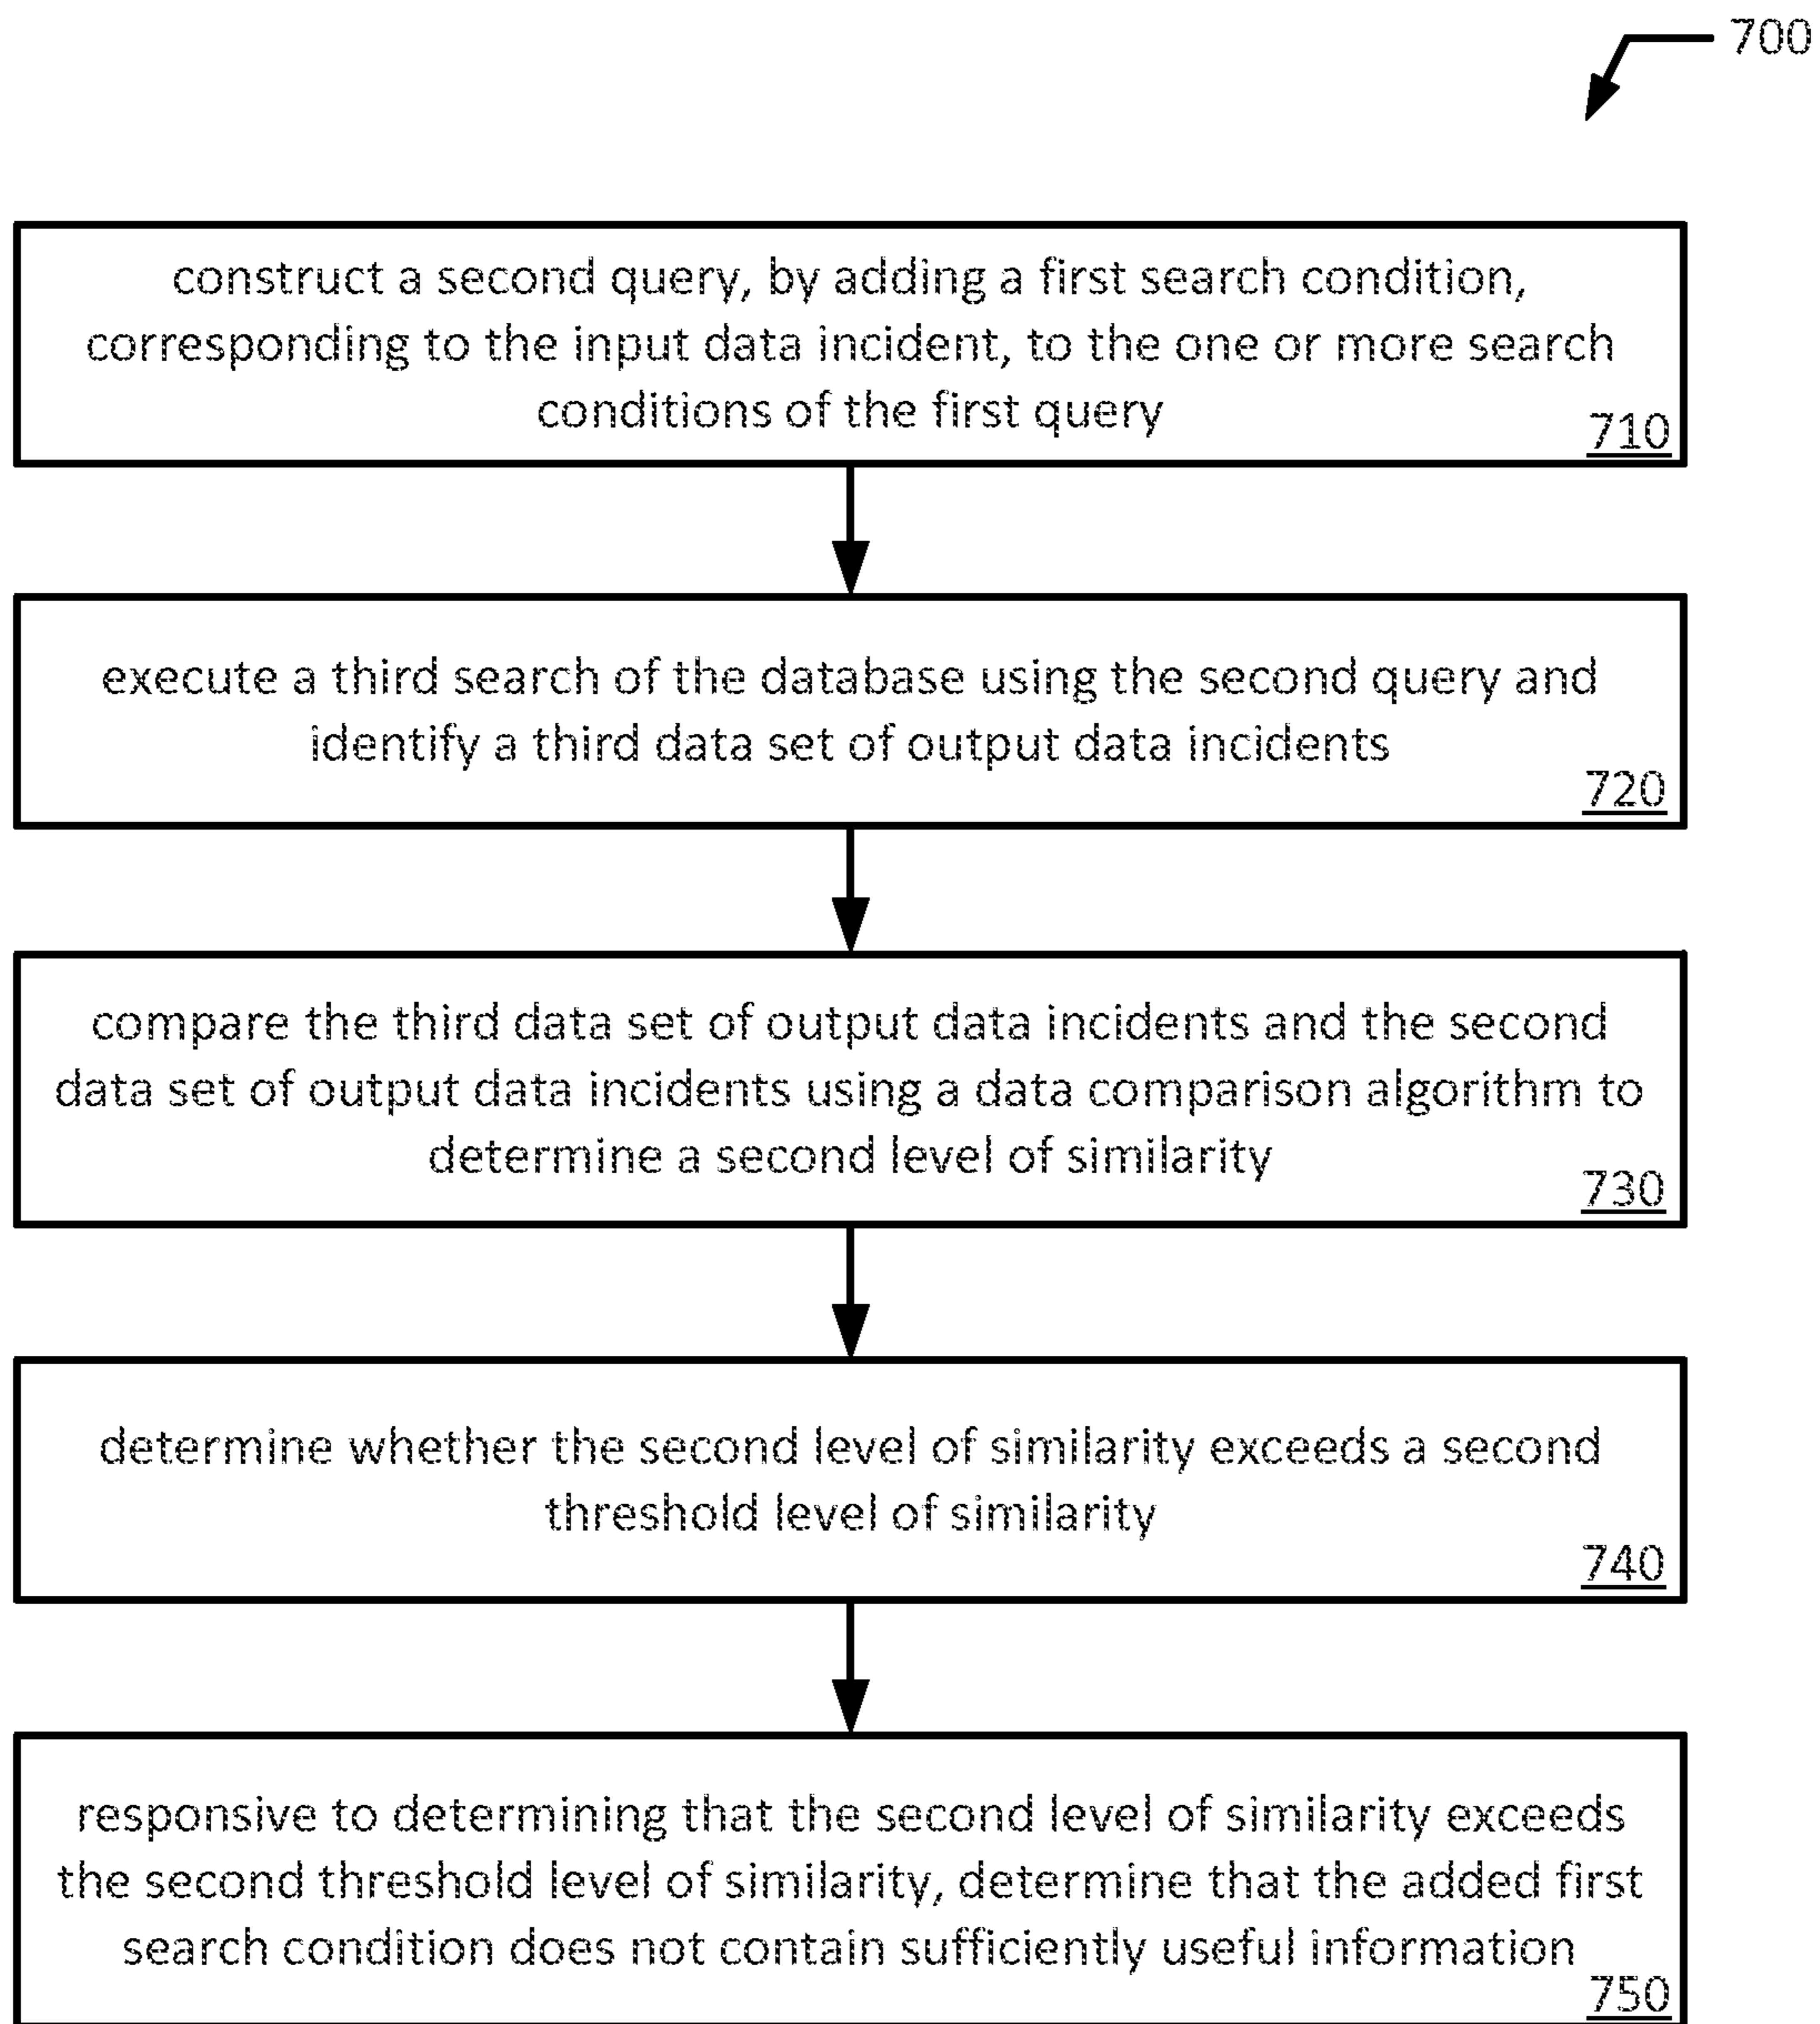 700
construct a second query, by adding a first search condition,
corresponding to the input data incident, to the one or more search
conditions of the first query
710
execute a third search of the database using the second query and
identify a third data set of output data incidents
720
compare the third data set of output data incidents and the second
data set of output data incidents using a data comparison algorithm to
determine a second level of similarity
730
determine whether the second level of similarity exceeds a second
threshold level of similarity
740
responsive to determining that the second level of similarity exceeds
the second threshold level of similarity, determine that the added first
search condition does not contain sufficiently useful information
750